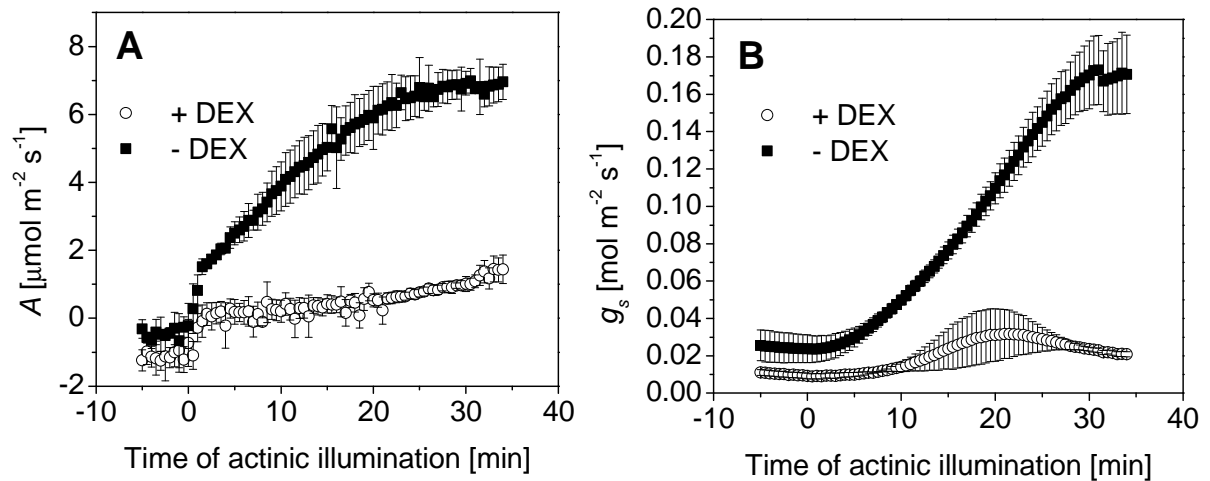 A
+ DEX
- DEX
A [μmol m⁻² s⁻¹]
8
6
4
2
0
-2
-10 0 10 20 30 40
Time of actinic illumination [min]
B
+ DEX
- DEX
gₛ [mol m⁻² s⁻¹]
0.20
0.18
0.16
0.14
0.12
0.10
0.08
0.06
0.04
0.02
0.00
-10 0 10 20 30 40
Time of actinic illumination [min]